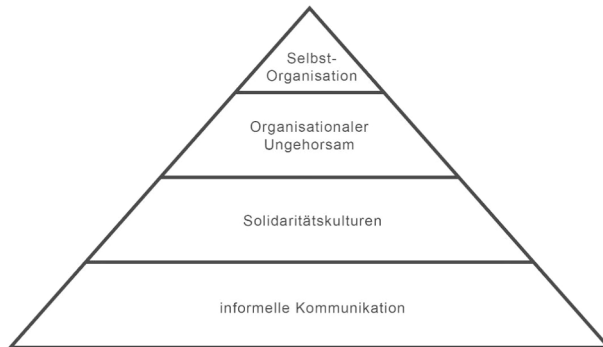 Selbst-
Organisation
Organisationaler
Ungehorsam
Solidaritätskulturen
informelle Kommunikation